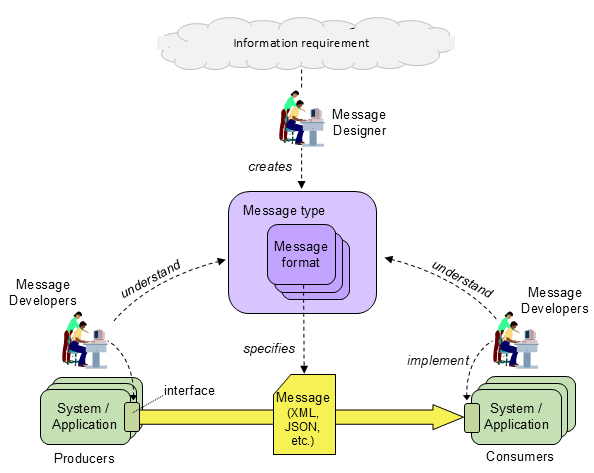 Information requirement
Message
Designer
creates
Message type
Message
format
understand
understand
Message
Developers
Message
Developers
specifies
implement
interface
Message
(XML,
JSON,
etc.)
System /
Application
System /
Application
Producers
Consumers